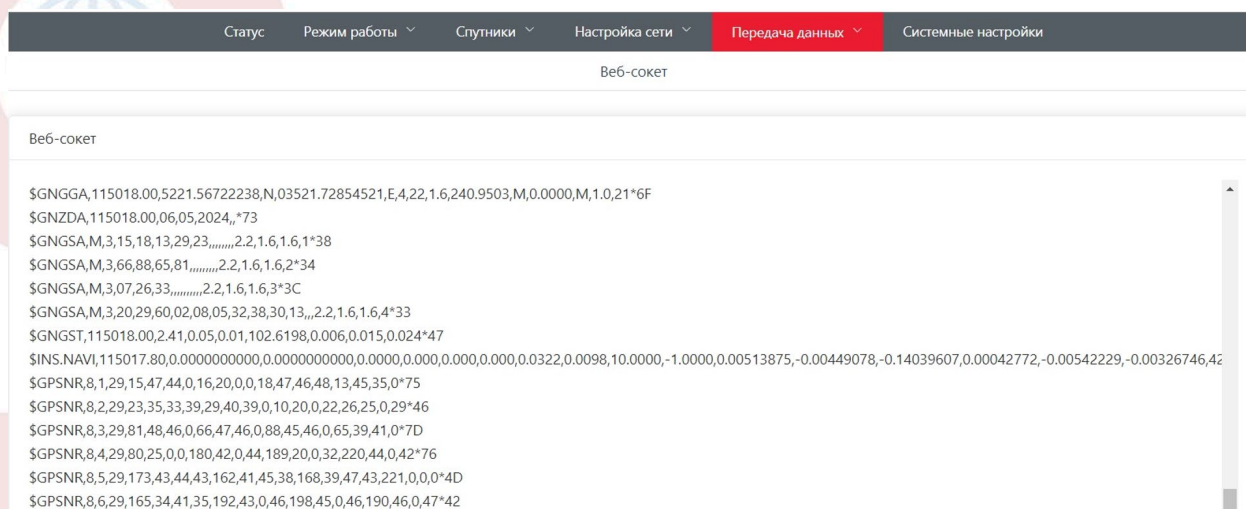 Статус Режим работы Спутники Настройка сети Передача данных Системные настройки
Веб-сокет
Веб-сокет
$GNGGA,115018.00,5221.56722238,N,03521.72854521,E,4,22,1.6,240.9503,M,0.0000,M,1.0,21*6F
$GNZDA,115018.00,06,05,2024,,*73
$GNGSA,M,3,15,18,13,29,23,,,,,,,,2.2,1.6,1.6,1*38
$GNGSA,M,3,66,88,65,81,,,,,,,,,2.2,1.6,1.6,2*34
$GNGSA,M,3,07,26,33,,,,,,,,,,2.2,1.6,1.6,3*3C
$GNGSA,M,3,20,29,60,02,08,05,32,38,30,13,,,2.2,1.6,1.6,4*33
$GNGST,115018.00,2.41,0.05,0.01,102.6198,0.006,0.015,0.024*47
$INS.NAVI,115017.80,0.0000000000,0.0000000000,0.0000,0.000,0.000,0.000,0.0322,0.0098,10.0000,-1.0000,0.00513875,-0.00449078,-0.14039607,0.00042772,-0.00542229,-0.00326746,42
$GPSNR,8,1,29,15,47,44,0,16,20,0,0,18,47,46,48,13,45,35,0*75
$GPSNR,8,2,29,23,35,33,39,29,40,39,0,10,20,0,22,26,25,0,29*46
$GPSNR,8,3,29,81,48,46,0,66,47,46,0,88,45,46,0,65,39,41,0*7D
$GPSNR,8,4,29,80,25,0,0,180,42,0,44,189,20,0,32,220,44,0,42*76
$GPSNR,8,5,29,173,43,44,43,162,41,45,38,168,39,47,43,221,0,0,0*4D
$GPSNR,8,6,29,165,34,41,35,192,43,0,46,198,45,0,46,190,46,0,47*42